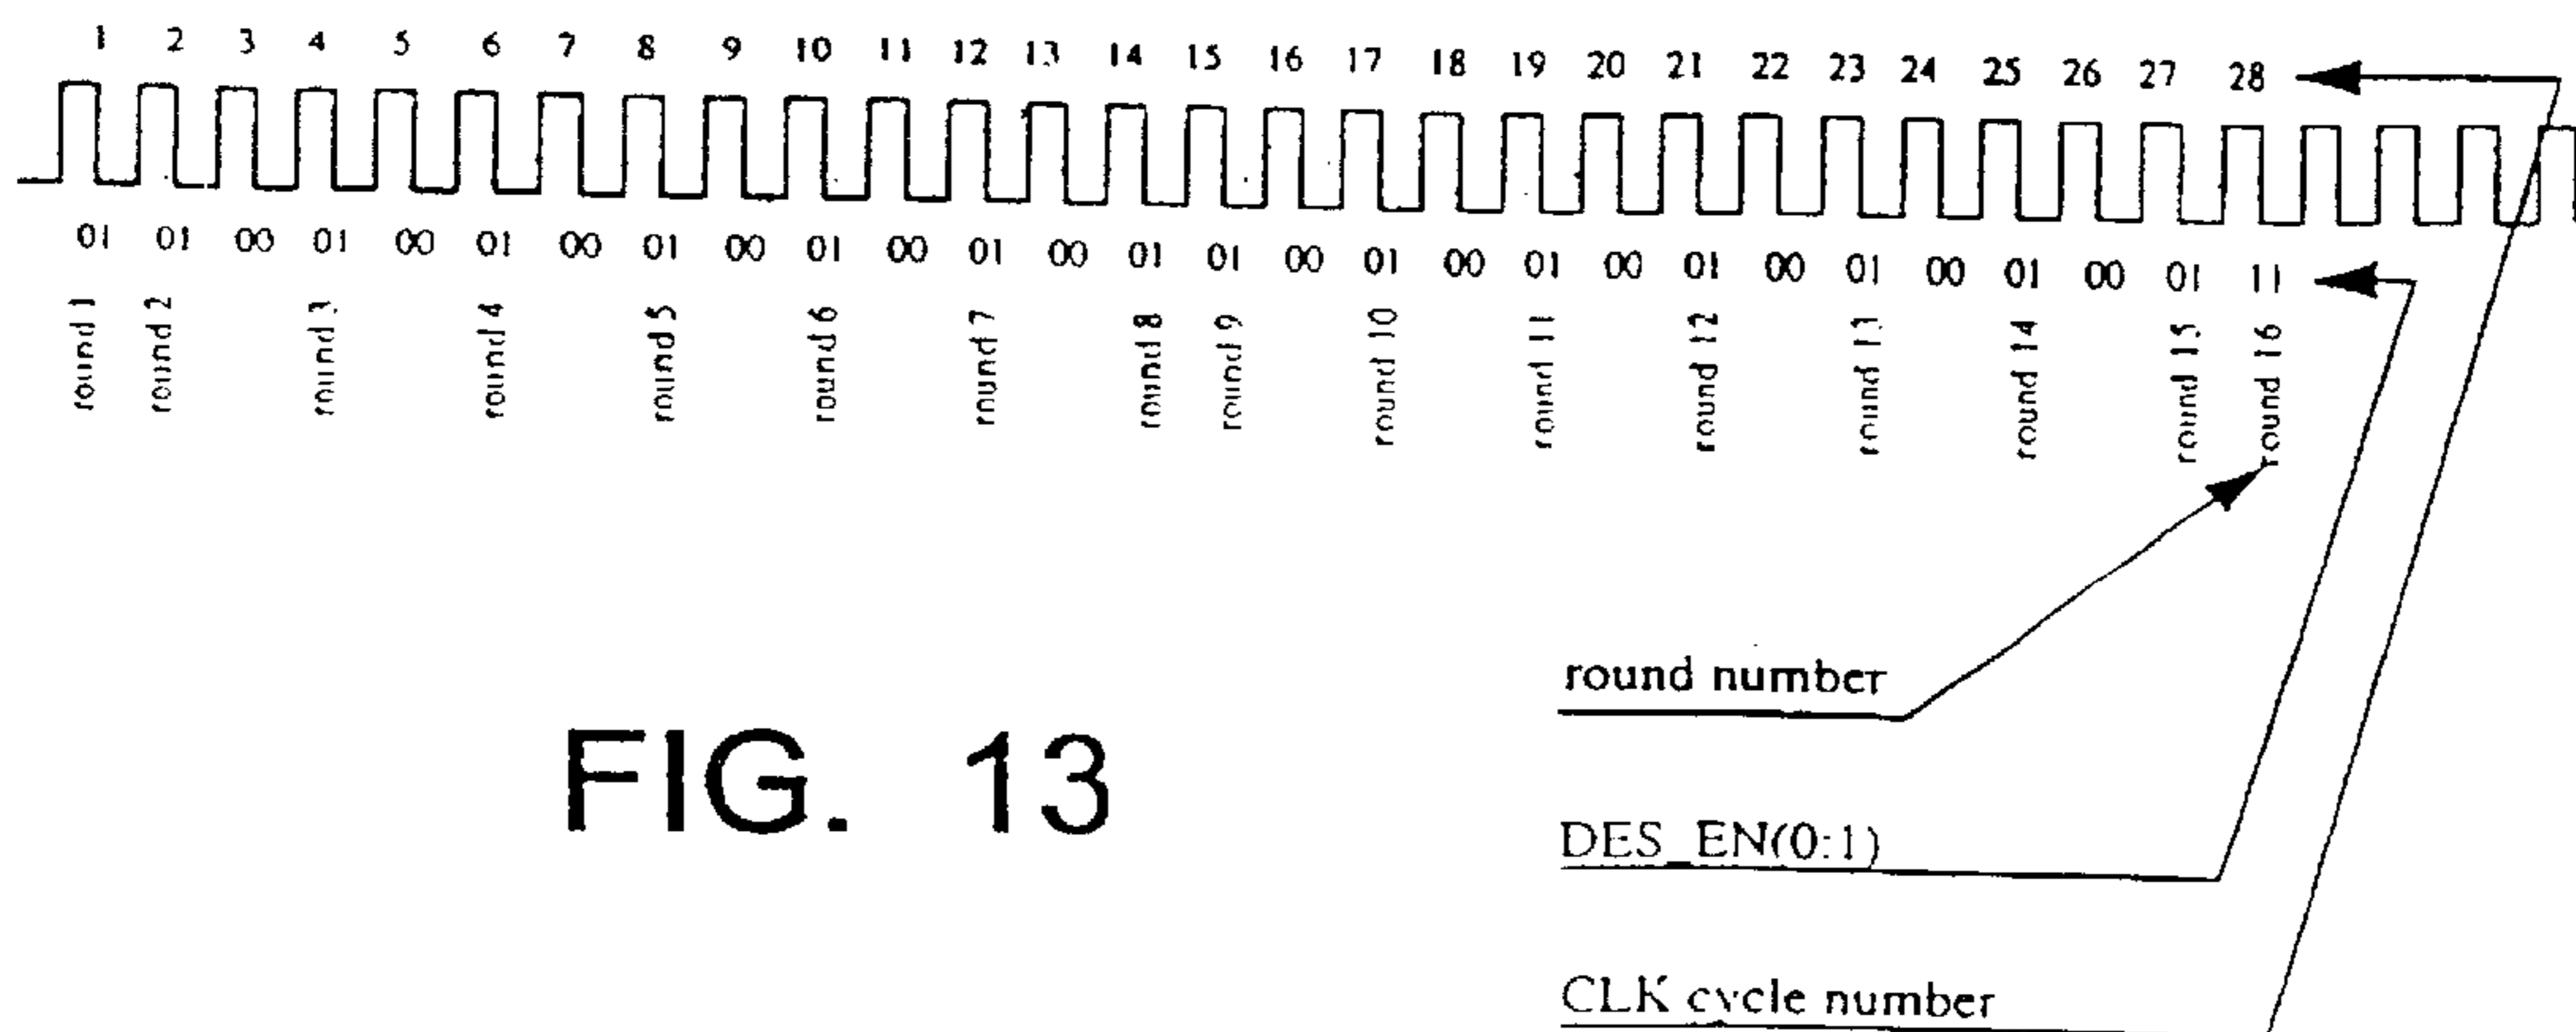 1 2 3 4 5 6 7 8 9 10 11 12 13 14 15 16 17 18 19 20 21 22 23 24 25 26 27 28
01 01 00 01 00 01 00 01 00 01 00 01 00 01 01 00 01 00 01 00 01 00 01 00 01 00 01 11
round 1 round 2 round 3 round 4 round 5 round 6 round 7 round 8 round 9 round 10 round 11 round 12 round 13 round 14 round 15 round 16
round number
FIG. 13
DES_EN(0:1)
CLK cycle number